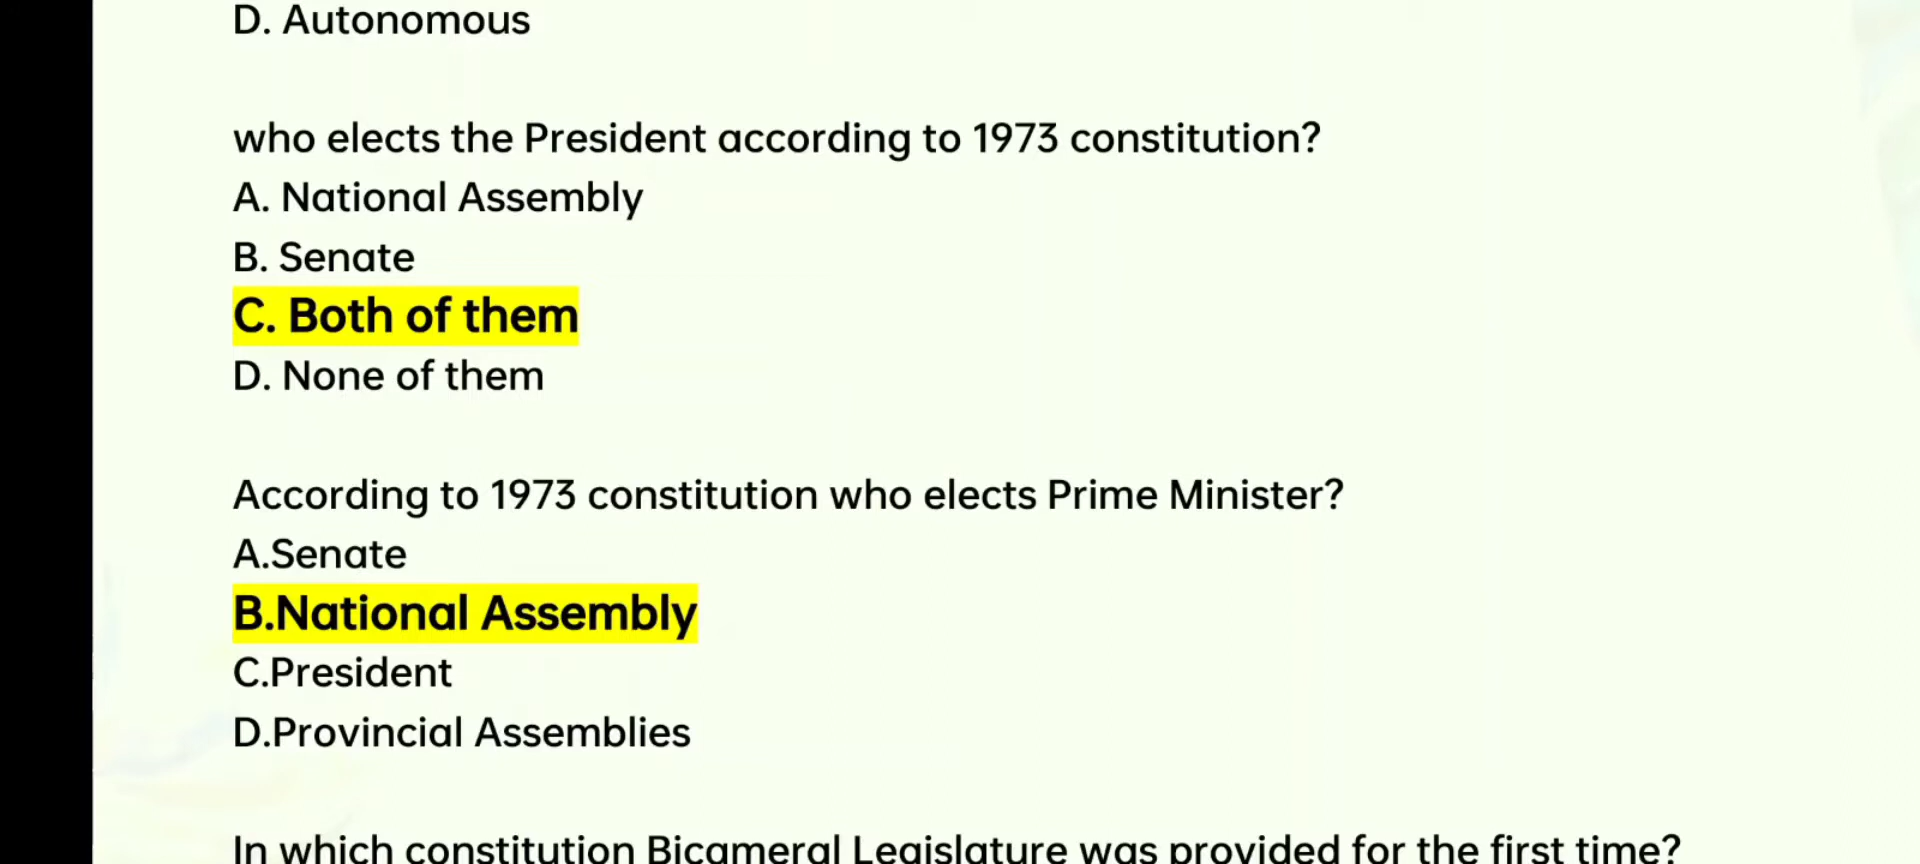 D. Autonomous
who elects the President according to 1973 constitution?
A. National Assembly
B. Senate
C. Both of them
D. None of them
According to 1973 constitution who elects Prime Minister?
A.Senate
B.National Assembly
C.President
D.Provincial Assemblies
In which constitution Bicameral Legislature was provided for the first time?